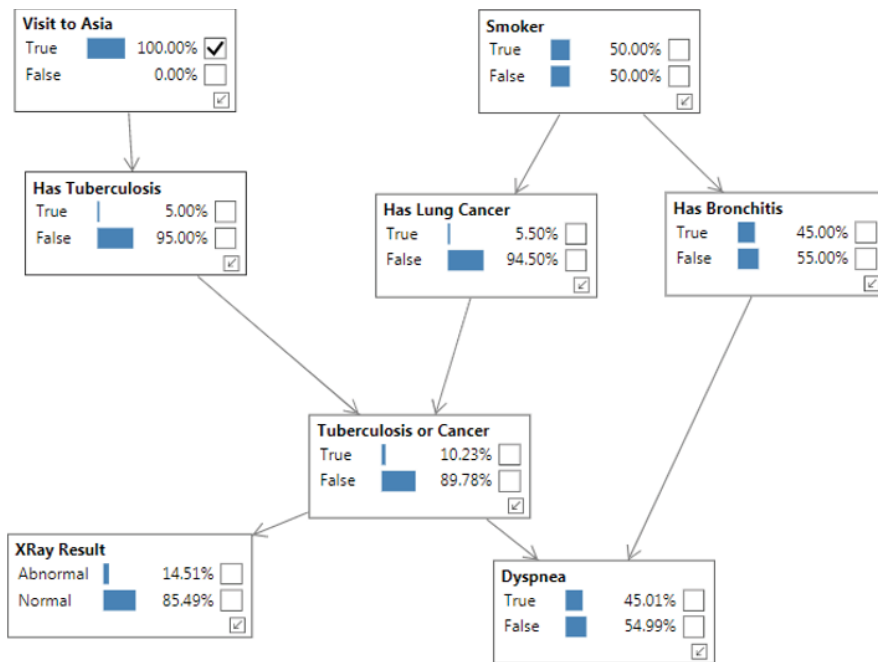 Visit to Asia
True 100.00%
False 0.00%
Smoker
True 50.00%
False 50.00%
Has Tuberculosis
True 5.00%
False 95.00%
Has Lung Cancer
True 5.50%
False 94.50%
Has Bronchitis
True 45.00%
False 55.00%
Tuberculosis or Cancer
True 10.23%
False 89.78%
XRay Result
Abnormal 14.51%
Normal 85.49%
Dyspnea
True 45.01%
False 54.99%